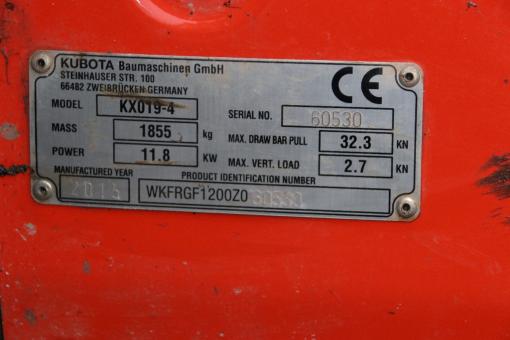 KUBOTA Baumaschinen GmbH
STEINHAUSER STR. 100
66482 ZWEIBRÜCKEN GERMANY
MODEL KX019-4 SERIAL NO. 60530
MASS 1855 kg MAX. DRAW BAR PULL 32.3 KN
POWER 11.8 KW MAX. VERT. LOAD 2.7 KN
MANUFACTURED YEAR PRODUCT IDENTIFICATION NUMBER
2015 WKFRGF1200Z060530
CE